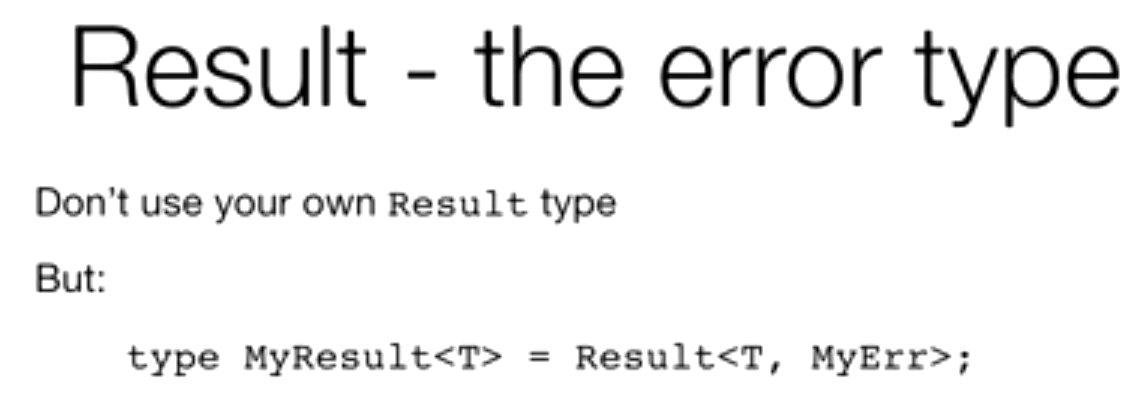 Result - the error type
Don't use your own Result type
But:
type MyResult<T> = Result<T, MyErr>;